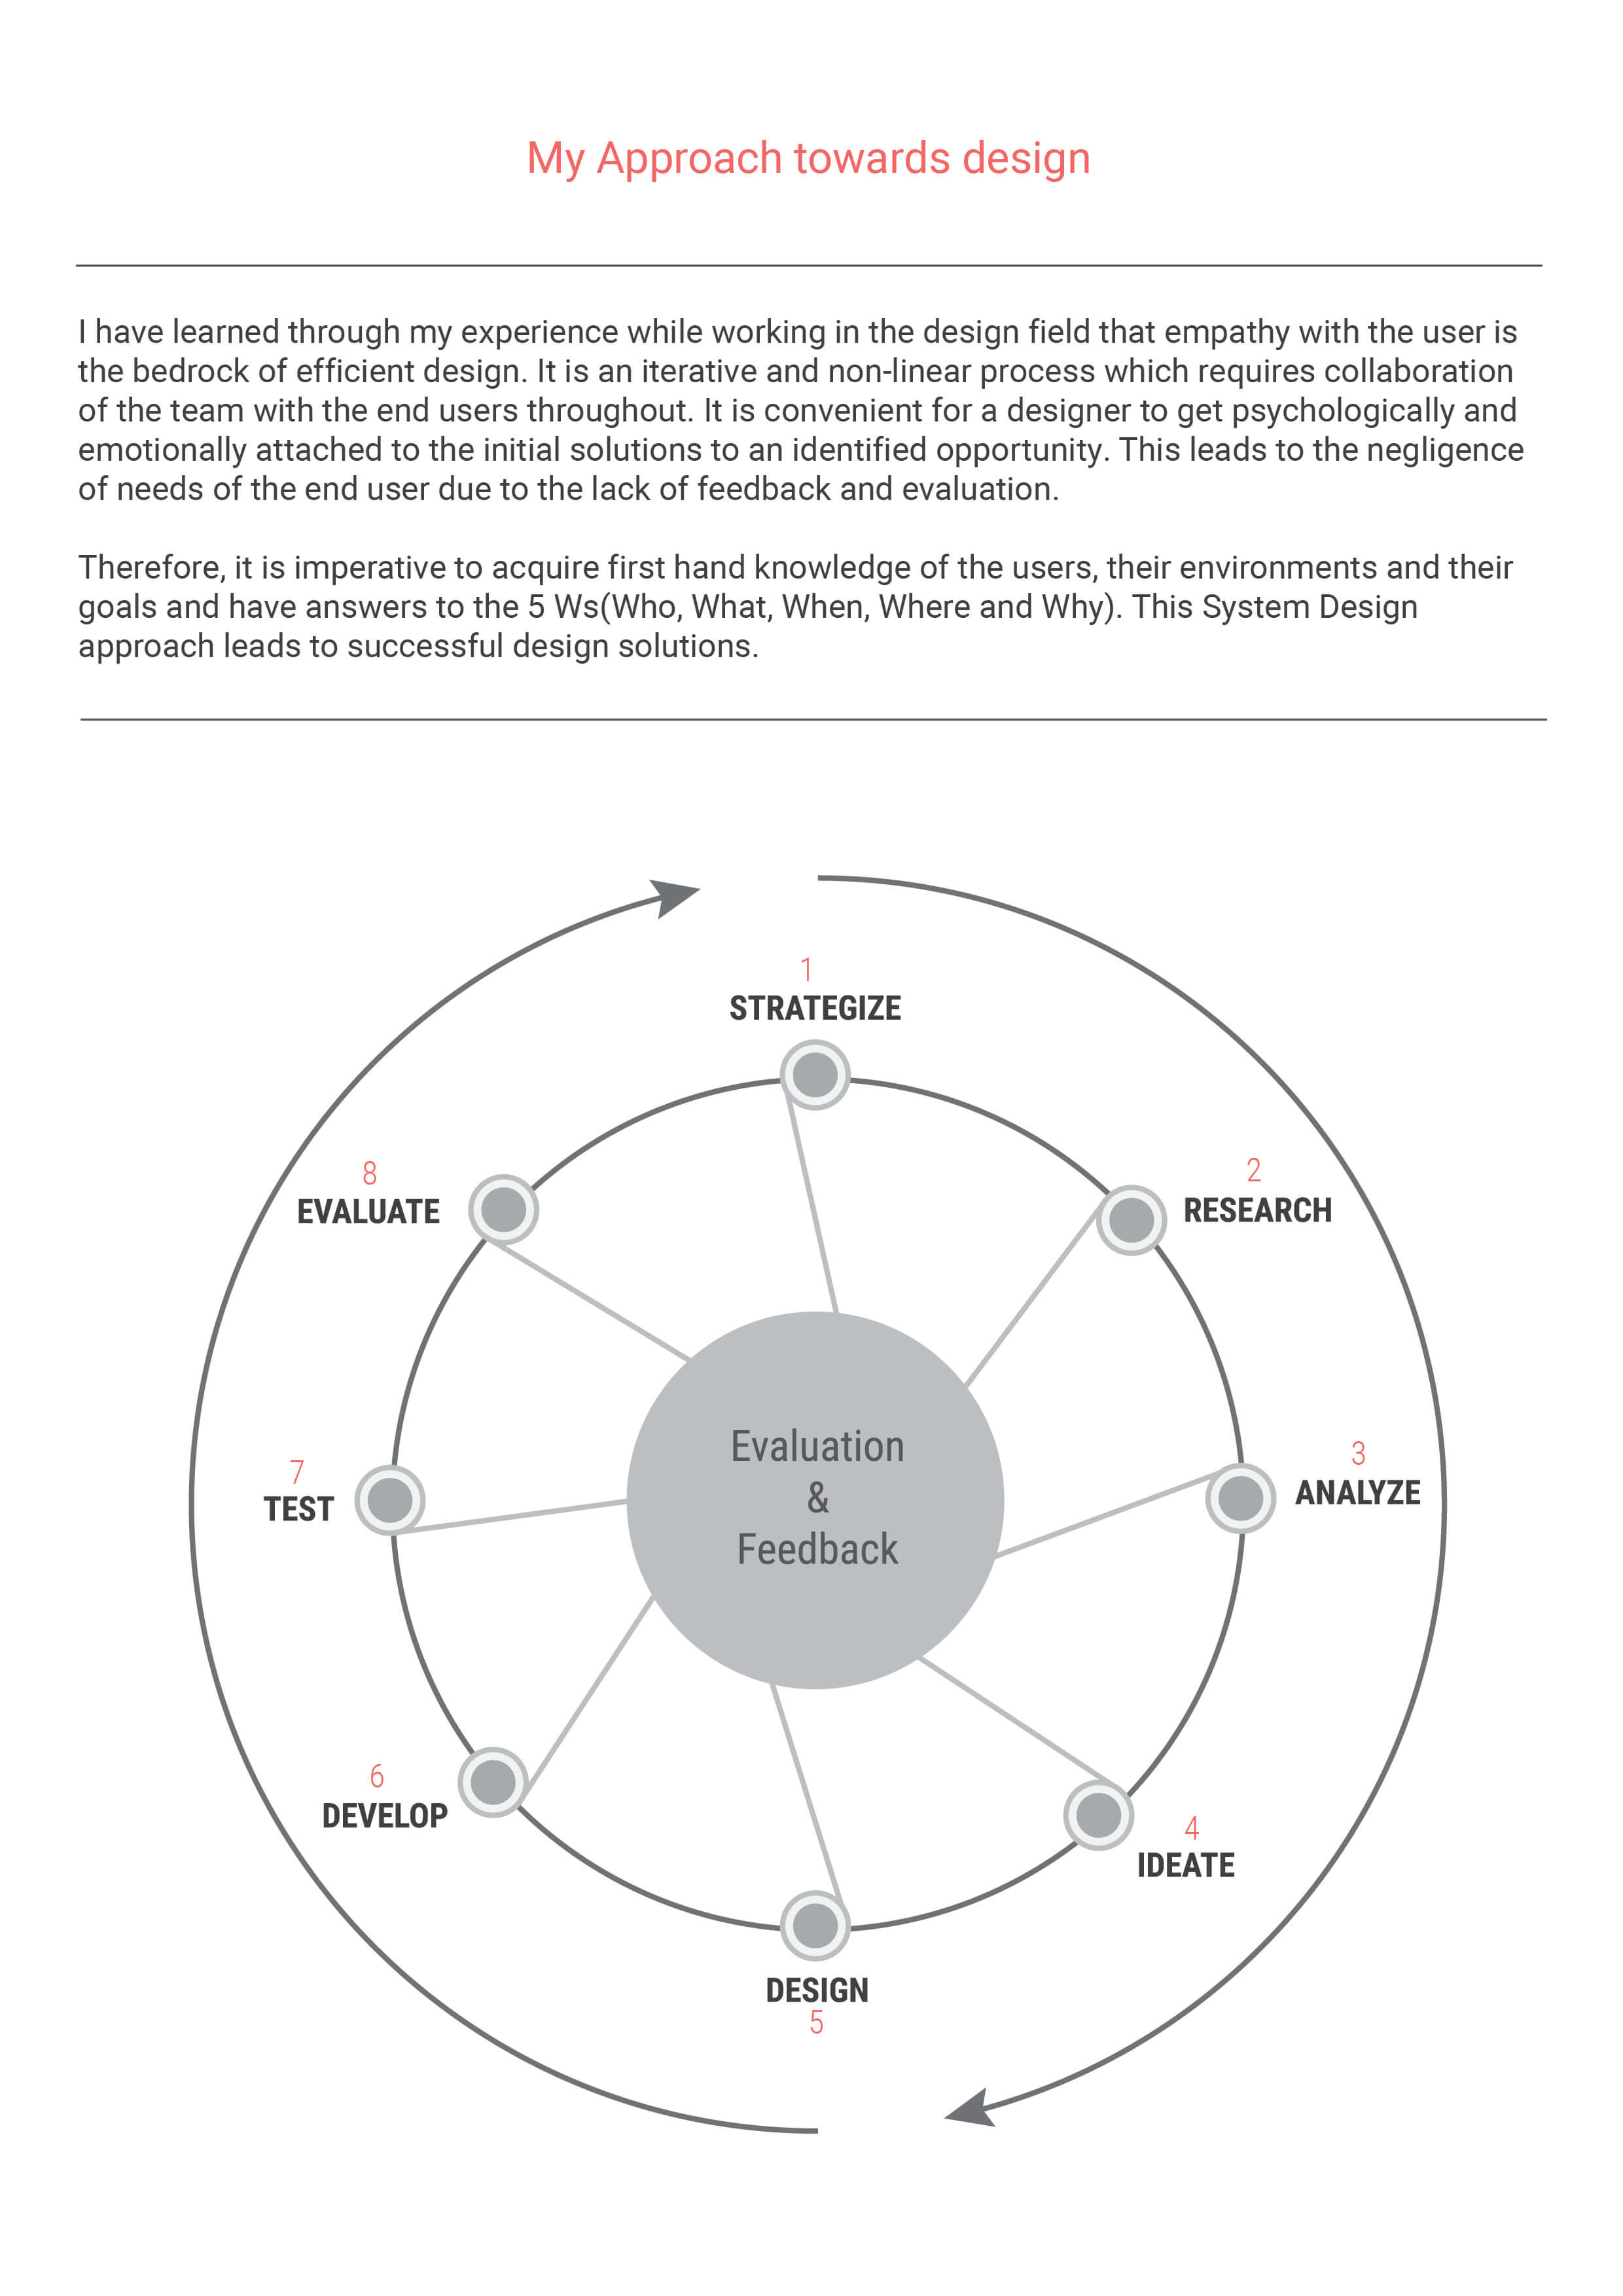 My Approach towards design
I have learned through my experience while working in the design field that empathy with the user is
the bedrock of efficient design. It is an iterative and non-linear process which requires collaboration
of the team with the end users throughout. It is convenient for a designer to get psychologically and
emotionally attached to the initial solutions to an identified opportunity. This leads to the negligence
of needs of the end user due to the lack of feedback and evaluation.
Therefore, it is imperative to acquire first hand knowledge of the users, their environments and their
goals and have answers to the 5 Ws(Who, What, When, Where and Why). This System Design
approach leads to successful design solutions.
1
STRATEGIZE
2
RESEARCH
3
ANALYZE
4
IDEATE
DESIGN
5
6
DEVELOP
7
TEST
8
EVALUATE
Evaluation
&
Feedback